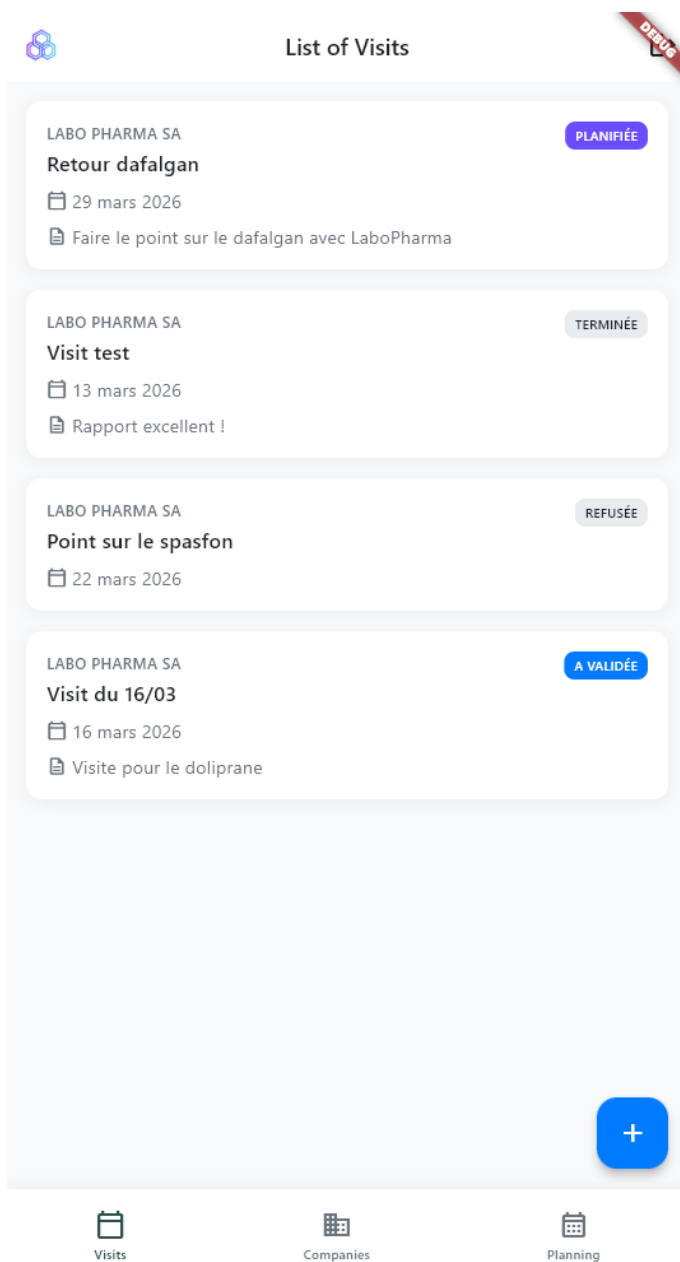 List of Visits
DEBUG
LABO PHARMA SA
PLANIFIÉE
Retour dafalgan
29 mars 2026
Faire le point sur le dafalgan avec LaboPharma
LABO PHARMA SA
TERMINÉE
Visit test
13 mars 2026
Rapport excellent !
LABO PHARMA SA
REFUSÉE
Point sur le spasfon
22 mars 2026
LABO PHARMA SA
A VALIDÉE
Visit du 16/03
16 mars 2026
Visite pour le doliprane
Visits
Companies
Planning